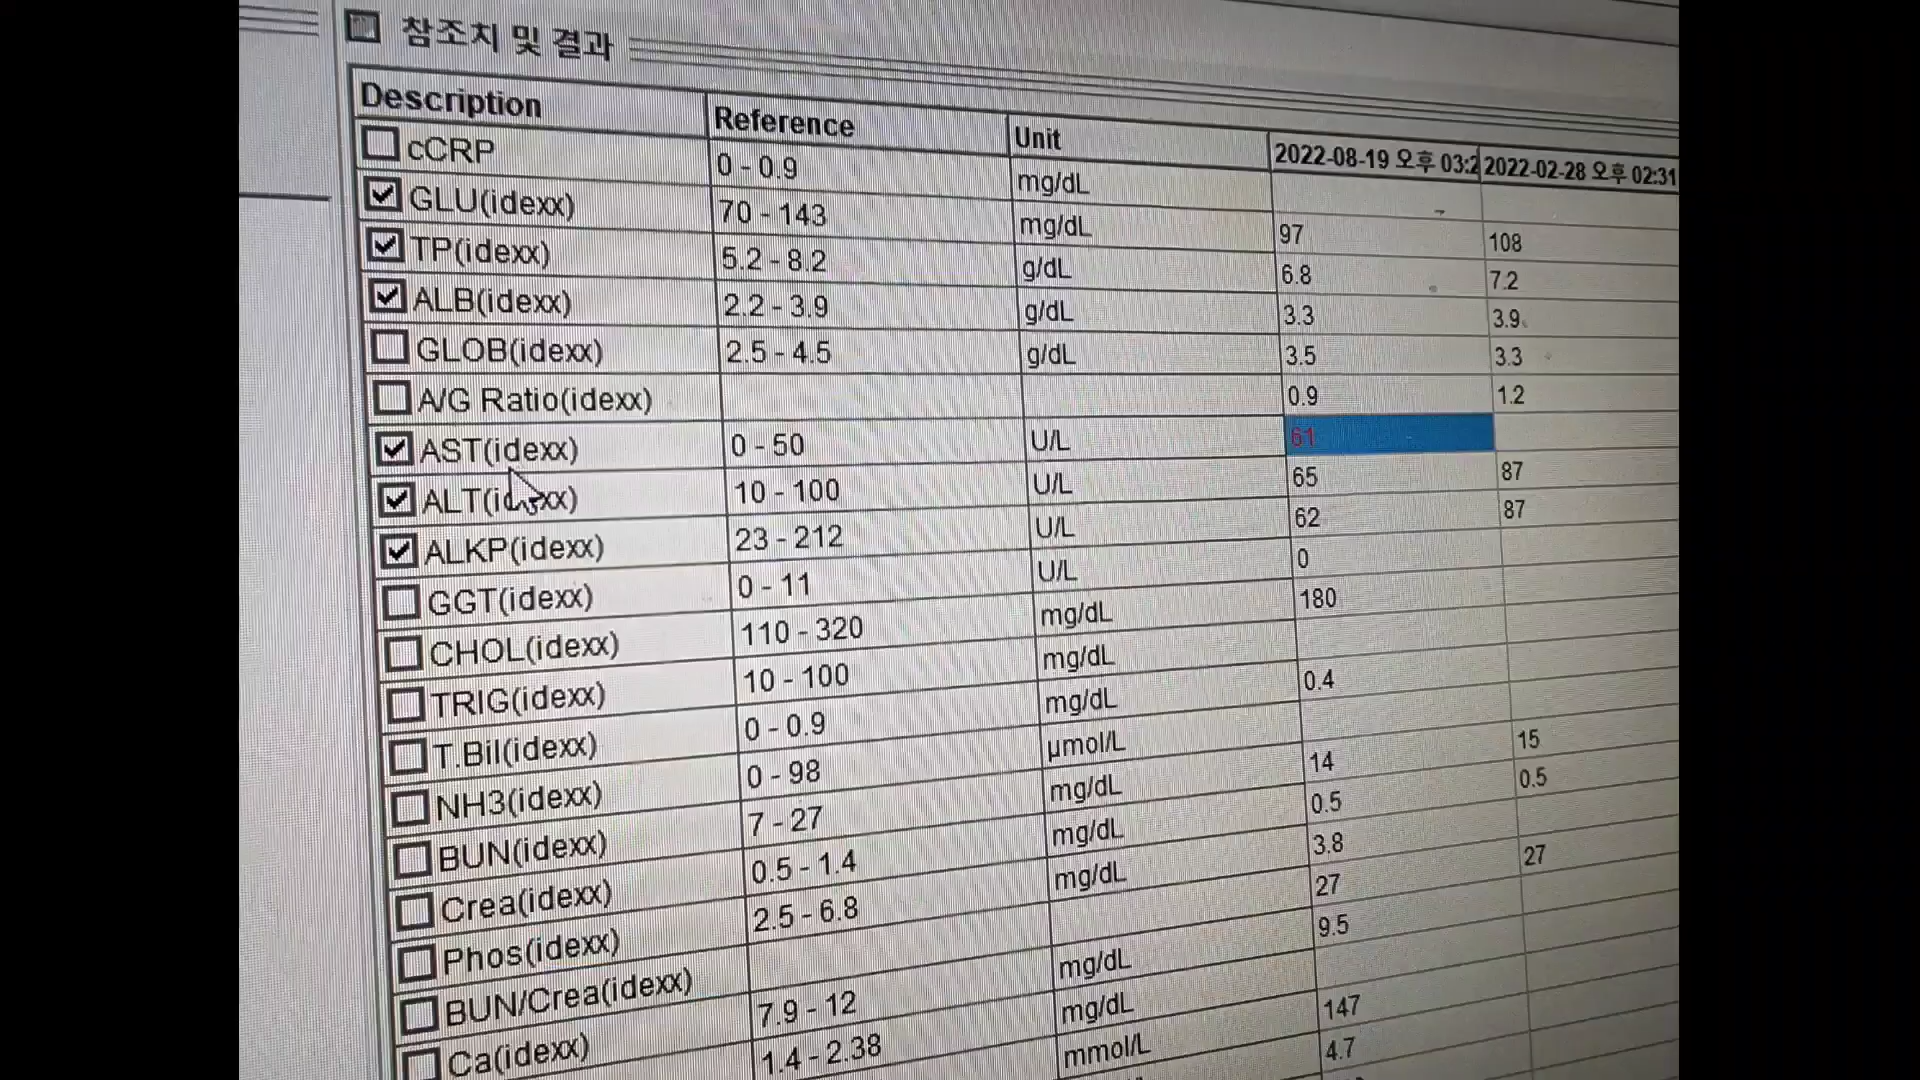 참조치 및 결과
Description Reference Unit 2022-08-19 오후 03:2 2022-02-28 오후 02:31
cCRP 0 - 0.9 mg/dL
GLU(idexx) 70 - 143 mg/dL 97 108
TP(idexx) 5.2 - 8.2 g/dL 6.8 7.2
ALB(idexx) 2.2 - 3.9 g/dL 3.3 3.9
GLOB(idexx) 2.5 - 4.5 g/dL 3.5 3.3
A/G Ratio(idexx) 0.9 1.2
AST(idexx) 0 - 50 U/L 61
ALT(idexx) 10 - 100 U/L 65 87
ALKP(idexx) 23 - 212 U/L 62 87
GGT(idexx) 0 - 11 U/L 0
CHOL(idexx) 110 - 320 mg/dL 180
TRIG(idexx) 10 - 100 mg/dL
T.Bil(idexx) 0 - 0.9 mg/dL 0.4
NH3(idexx) 0 - 98 µmol/L
BUN(idexx) 7 - 27 mg/dL 14 15
Crea(idexx) 0.5 - 1.4 mg/dL 0.5 0.5
Phos(idexx) 2.5 - 6.8 mg/dL 3.8
BUN/Crea(idexx) 27 27
Ca(idexx) 7.9 - 12 mg/dL 9.5
1.4 - 2.38 mg/dL
mmol/L 147
4.7